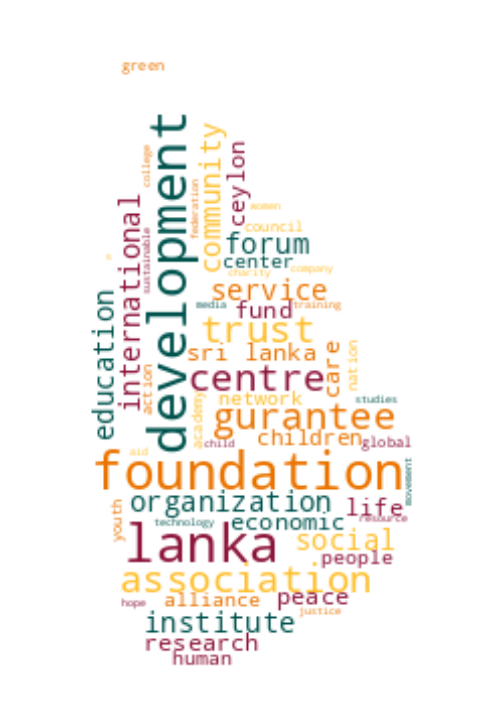 green
development
community
college
ceylon
federation
women
international
council
sustainable
forum
center
charity
company
service
education
media
fund
training
trust
sri lanka
care
nation
action
centre
academy
network
studies
gurantee
children
child
global
aid
foundation
movement
organization
life
youth
technology
economic
resource
lanka
social
people
association
hope
alliance
peace
justice
institute
research
human